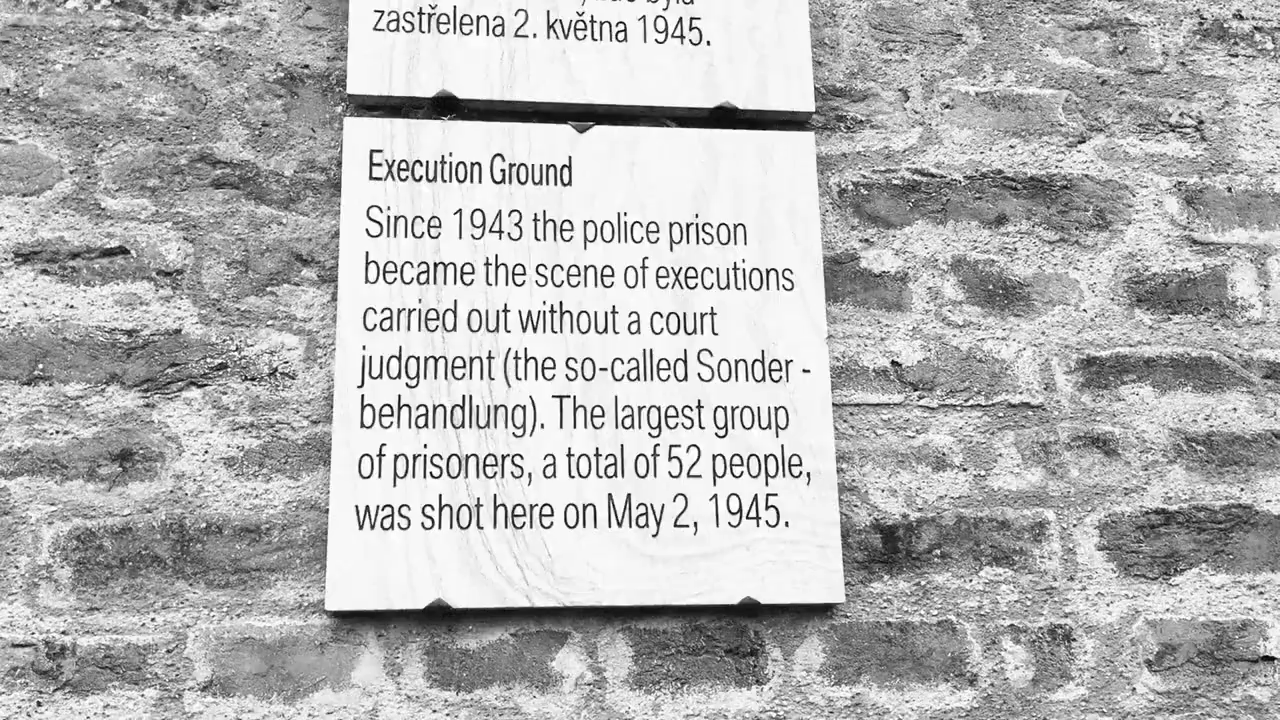 zastřelena 2. května 1945.
Execution Ground
Since 1943 the police prison
became the scene of executions
carried out without a court
judgment (the so-called Sonder -
behandlung). The largest group
of prisoners, a total of 52 people,
was shot here on May 2, 1945.